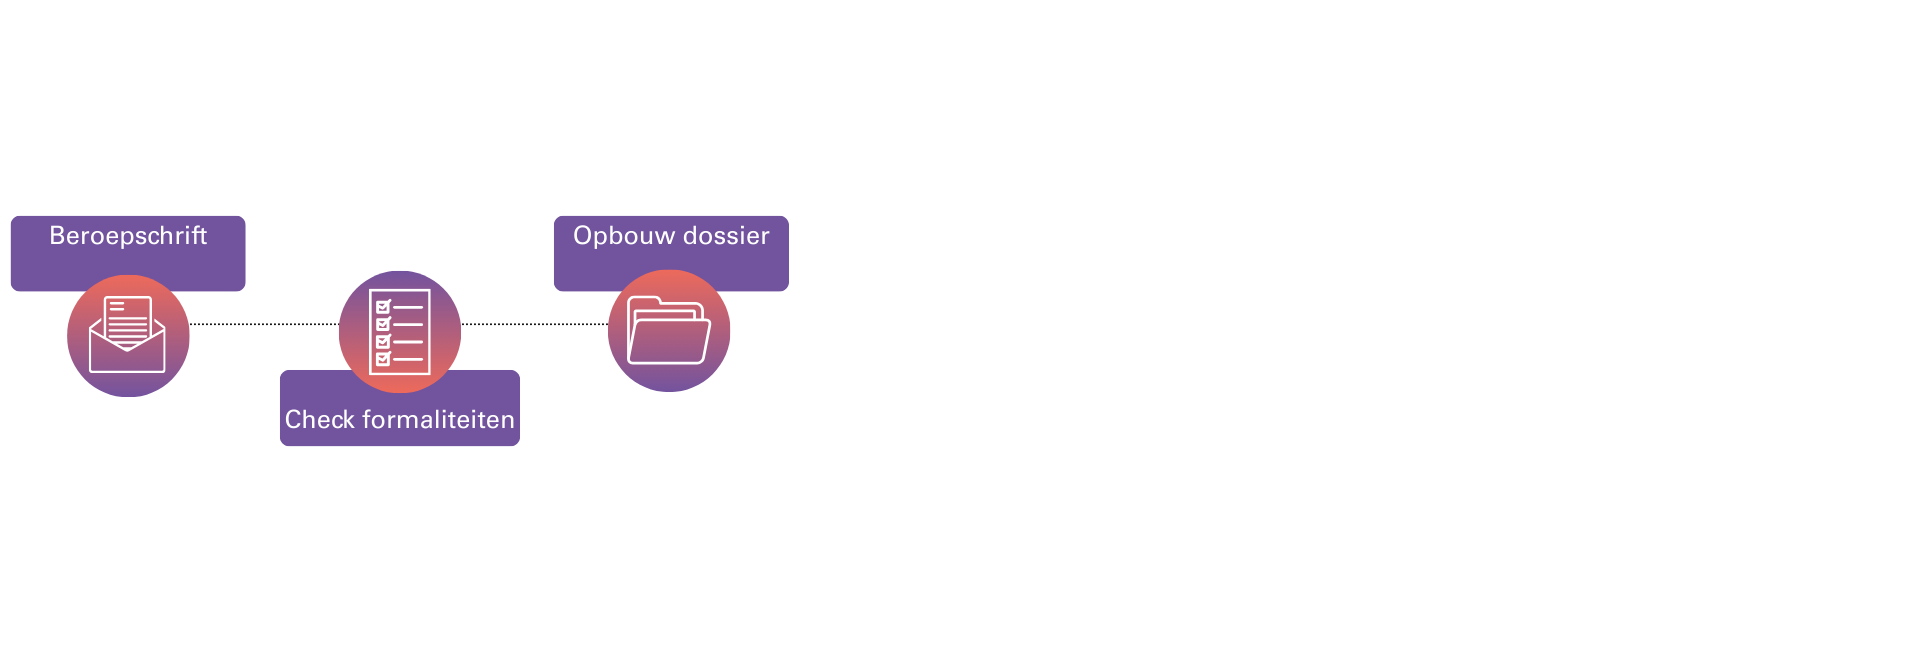 Beroepschrift
Check formaliteiten
Opbouw dossier